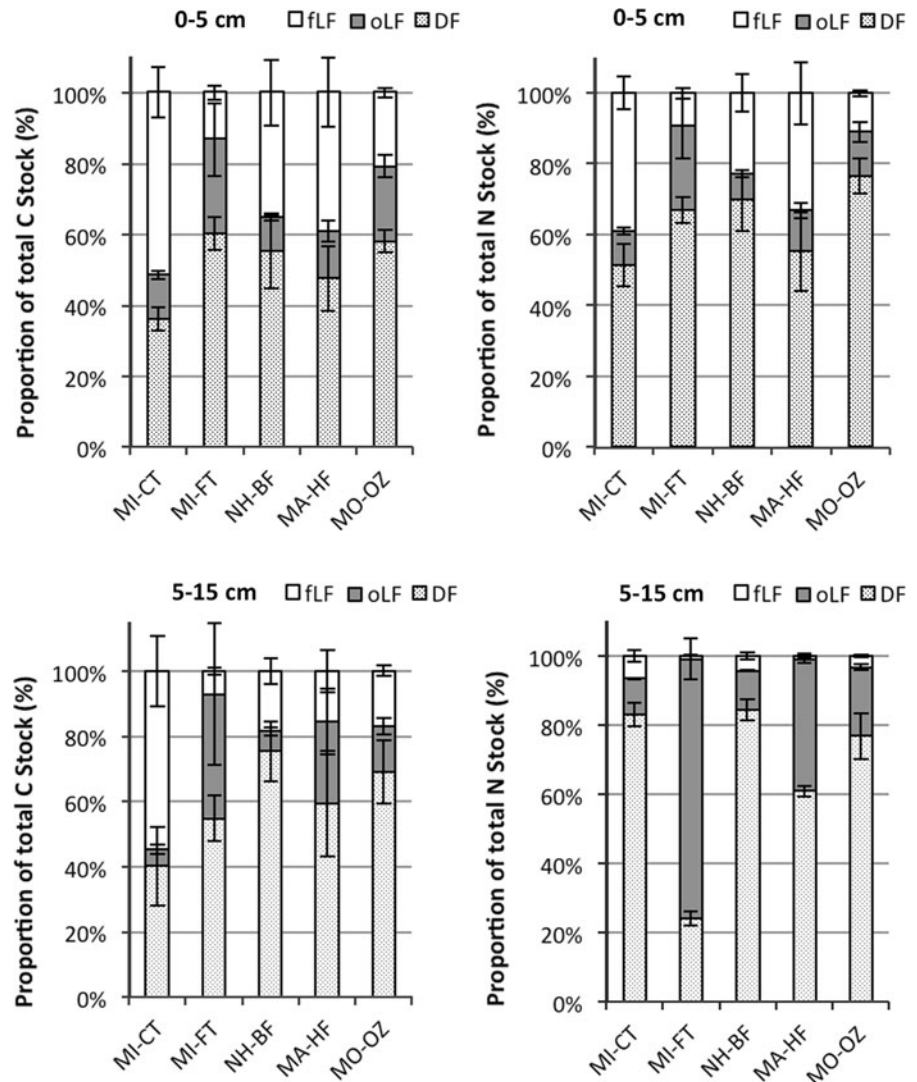 0-5 cm fLF oLF DF
Proportion of total C Stock (%)
100%
80%
60%
40%
20%
0%
MI-CT MI-FT NH-BF MA-HF MO-OZ
0-5 cm fLF oLF DF
Proportion of total N Stock (%)
100%
80%
60%
40%
20%
0%
MI-CT MI-FT NH-BF MA-HF MO-OZ
5-15 cm fLF oLF DF
Proportion of total C Stock (%)
100%
80%
60%
40%
20%
0%
MI-CT MI-FT NH-BF MA-HF MO-OZ
5-15 cm fLF oLF DF
Proportion of total N Stock (%)
100%
80%
60%
40%
20%
0%
MI-CT MI-FT NH-BF MA-HF MO-OZ